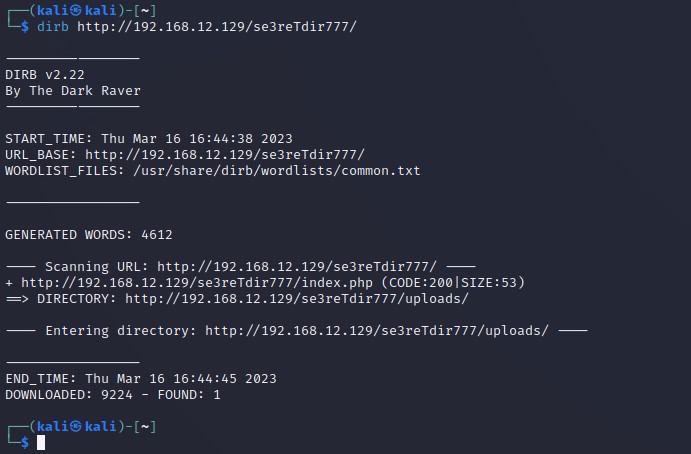 ┌──(kali㉿kali)-[~]
└─$ dirb http://192.168.12.129/se3reTdir777/
-----------------
DIRB v2.22
By The Dark Raver
-----------------
START_TIME: Thu Mar 16 16:44:38 2023
URL_BASE: http://192.168.12.129/se3reTdir777/
WORDLIST_FILES: /usr/share/dirb/wordlists/common.txt
-----------------
GENERATED WORDS: 4612
---- Scanning URL: http://192.168.12.129/se3reTdir777/ ----
+ http://192.168.12.129/se3reTdir777/index.php (CODE:200|SIZE:53)
==> DIRECTORY: http://192.168.12.129/se3reTdir777/uploads/
---- Entering directory: http://192.168.12.129/se3reTdir777/uploads/ ----
-----------------
END_TIME: Thu Mar 16 16:44:45 2023
DOWNLOADED: 9224 - FOUND: 1
┌──(kali㉿kali)-[~]
└─$